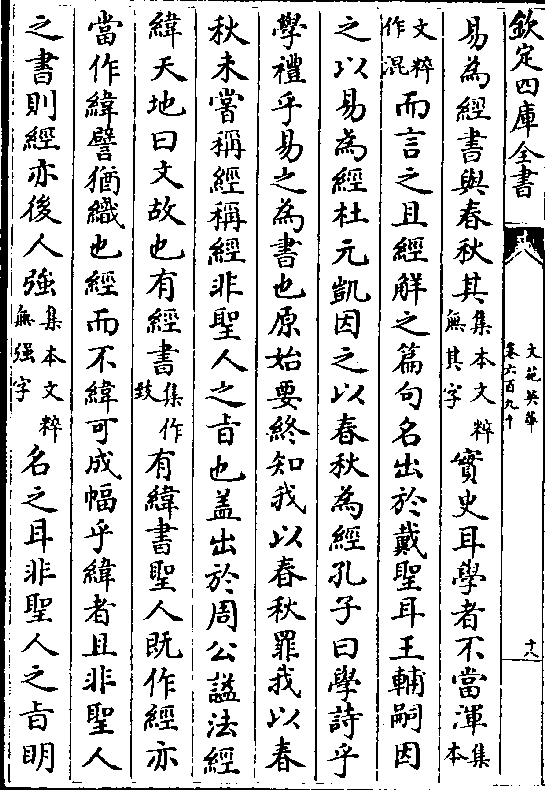 欽定四庫全書
文苑英華
卷六百九十
十八
易為經書與春秋其集本文粹無其字實史耳學者不當渾集本
文粹作混而言之且經解之篇句名出於戴聖耳王輔嗣因
之以易為經杜元凱因之以春秋為經孔子曰學詩乎
學禮乎易之為書也原始要終知我以春秋罪我以春
秋未嘗稱經稱經非聖人之㫖也盖出於周公謚法經
緯天地曰文故也有經書集作敎有緯書聖人既作經亦
當作緯譬猶織也經而不緯可成幅乎緯者且非聖人
之書則經亦後人強集本文粹無强字名之耳非聖人之㫖明